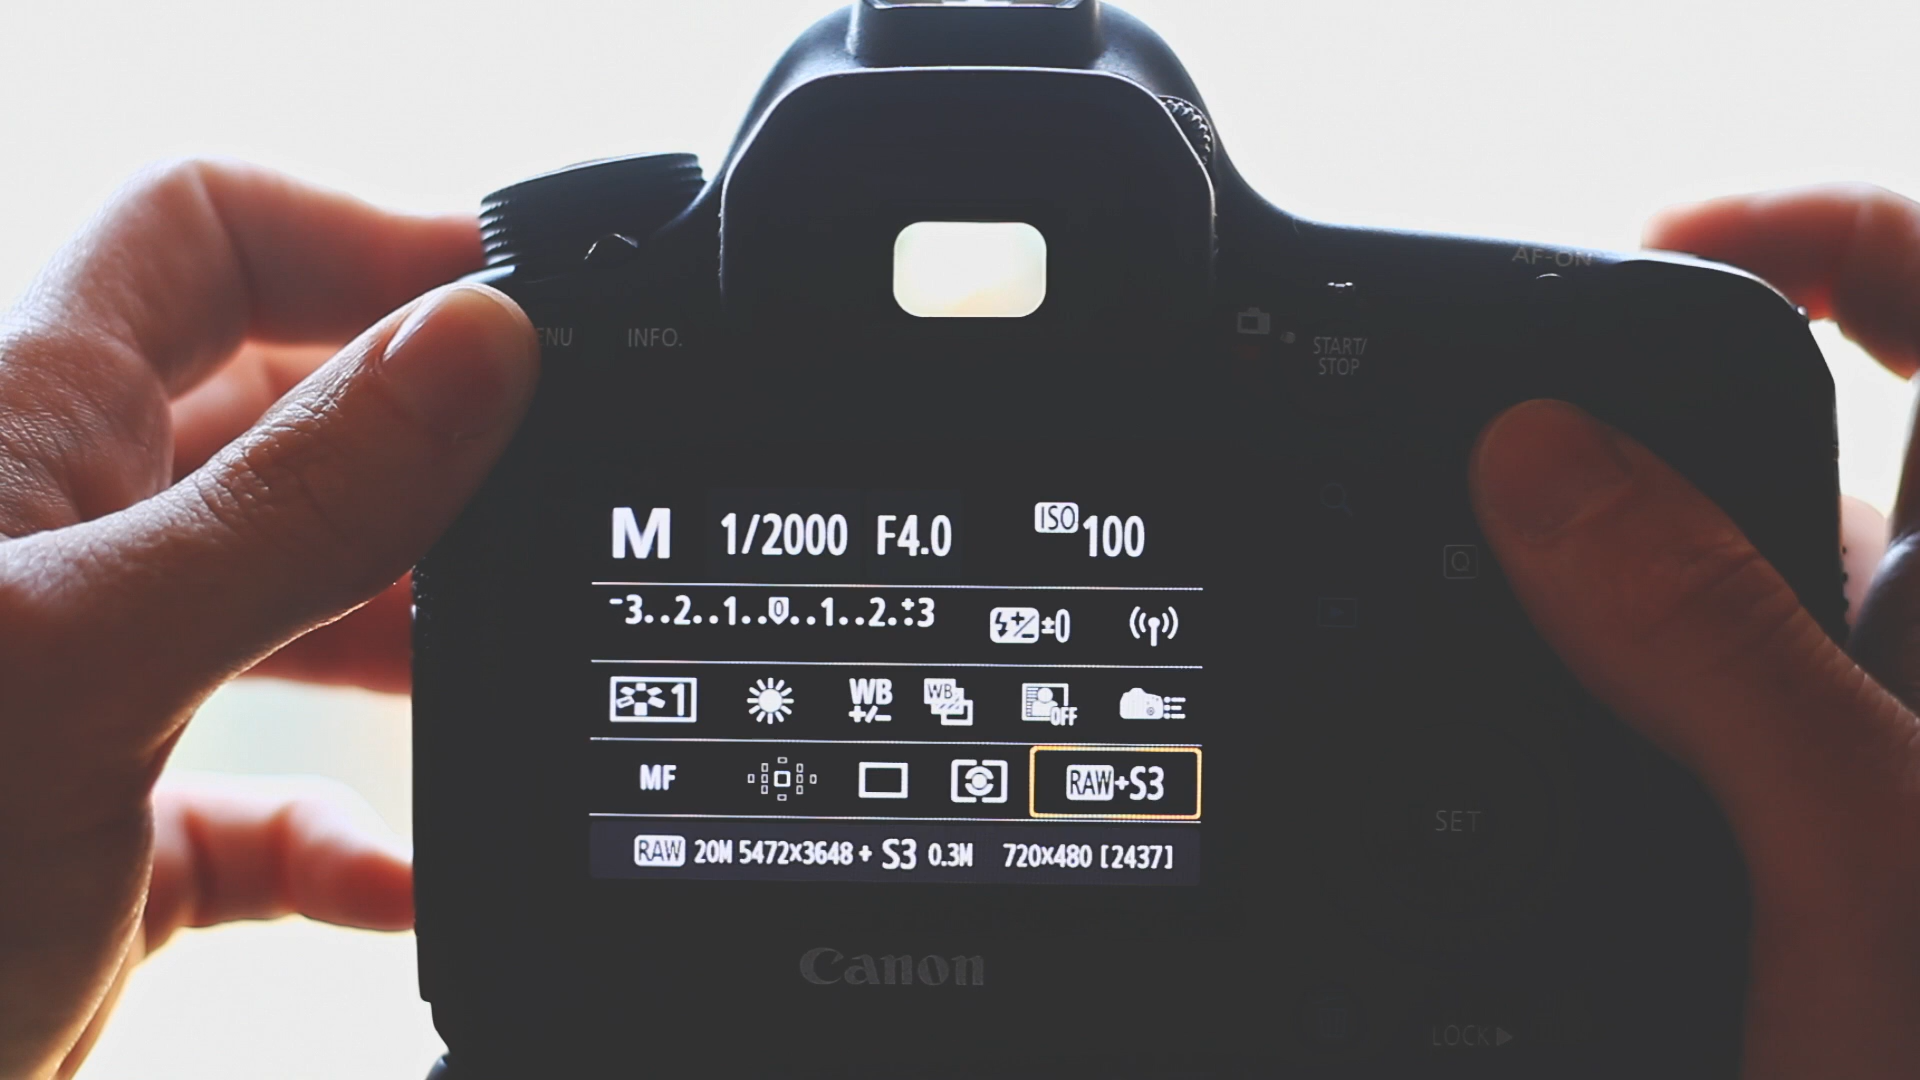 AF-ON
ENU INFO.
START/
STOP
M 1/2000 F4.0 ISO 100
-3..2..1..0..1..2.:+3 ±0
1 WB +/- WB OFF
Q
MF RAW+S3
SET
RAW 20M 5472x3648 + S3 0.3M 720x480 [2437]
Canon
LOCK▶